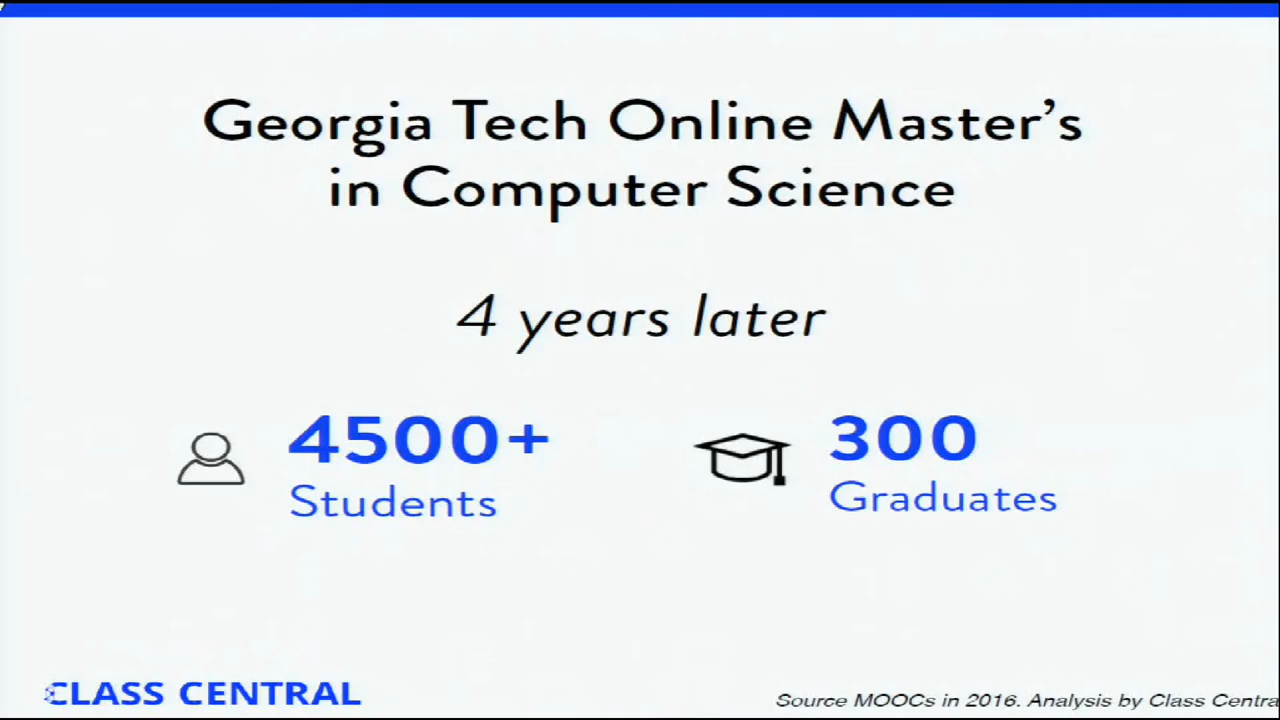 Georgia Tech Online Master's
in Computer Science
4 years later
4500+
Students
300
Graduates
CLASS CENTRAL
Source MOOCs in 2016. Analysis by Class Centra